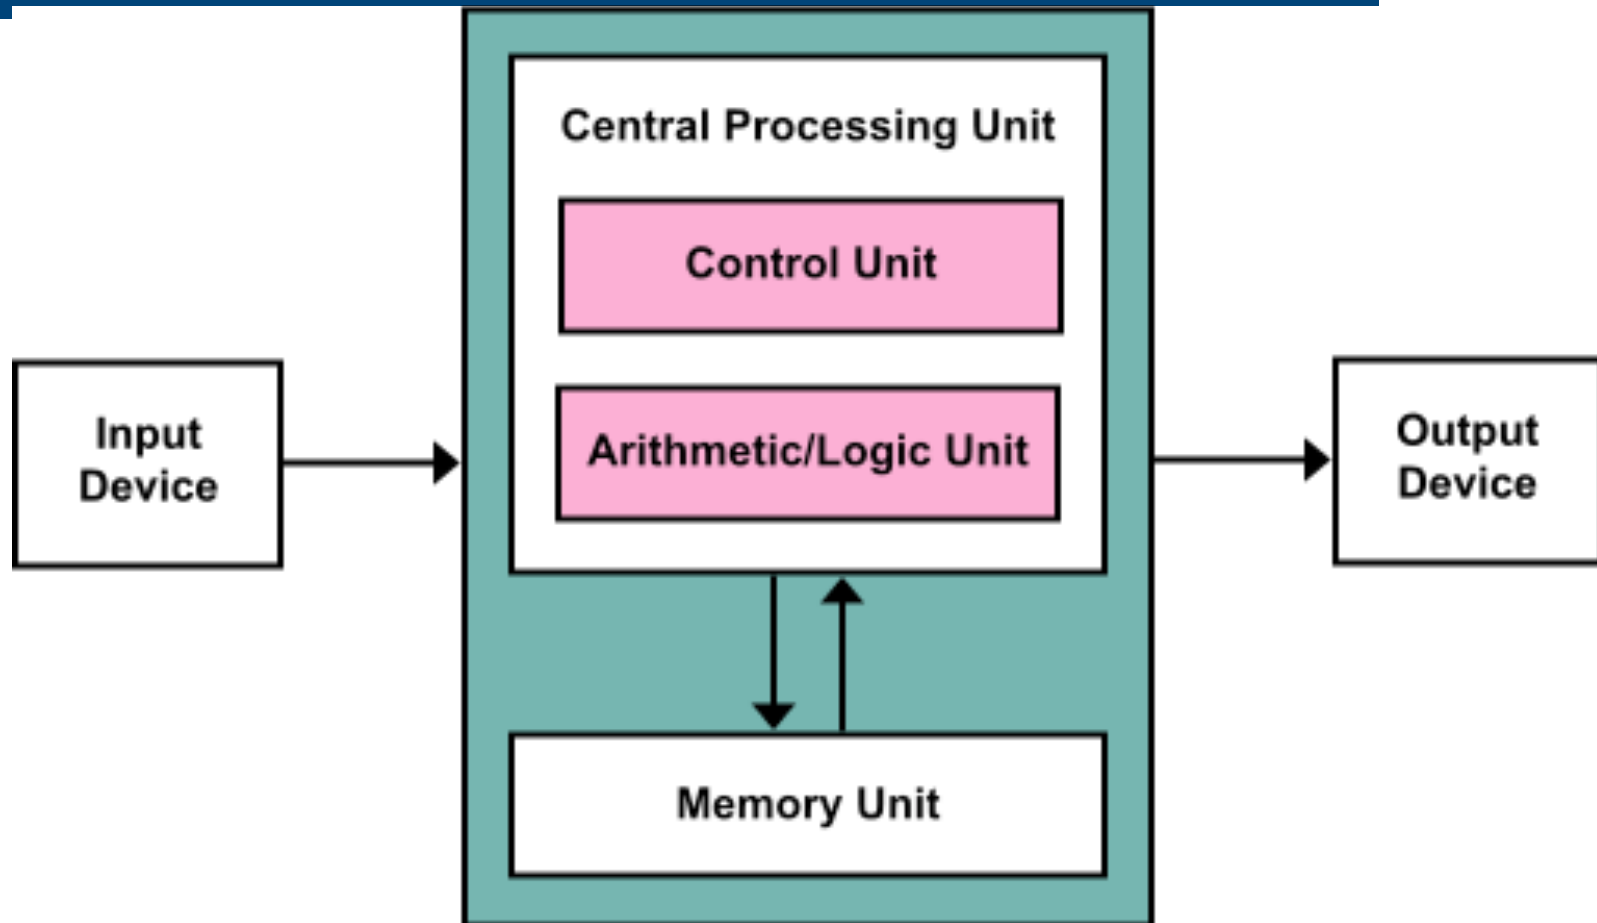 Central Processing Unit
Control Unit
Arithmetic/Logic Unit
Input
Device
Output
Device
Memory Unit